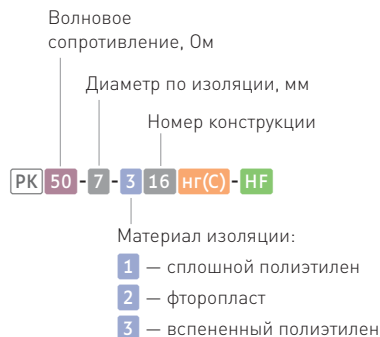 Волновое
сопротивление, Ом
Диаметр по изоляции, мм
Номер конструкции
РК 50 - 7 - 3 16 нг(С) - HF
Материал изоляции:
1 — сплошной полиэтилен
2 — фторопласт
3 — вспененный полиэтилен